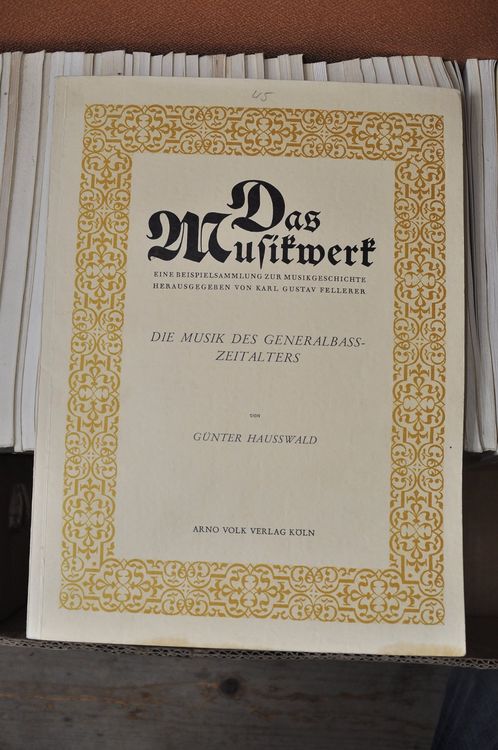 45
Das
Musikwerk
EINE BEISPIELSAMMLUNG ZUR MUSIKGESCHICHTE
HERAUSGEGEBEN VON KARL GUSTAV FELLERER
DIE MUSIK DES GENERALBASS-
ZEITALTERS
von
GÜNTER HAUSSWALD
ARNO VOLK VERLAG KÖLN